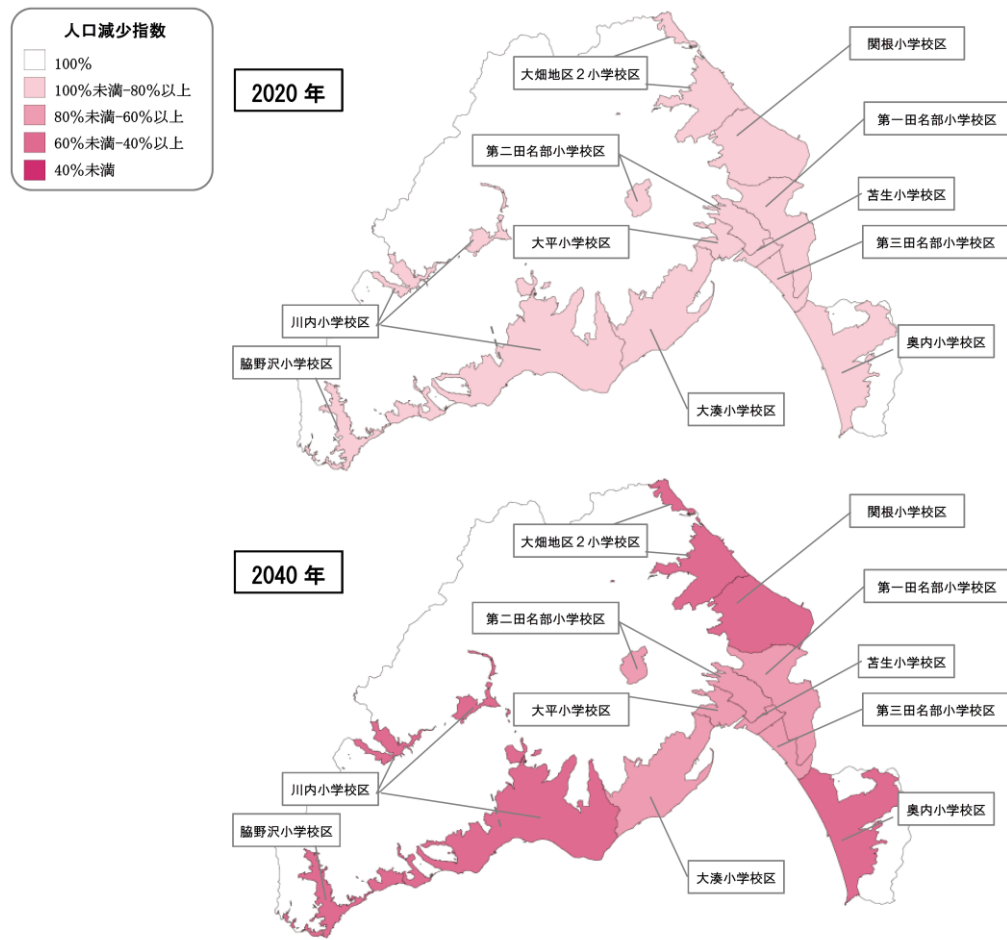 人口減少指数
100%
100%未満-80%以上
80%未満-60%以上
60%未満-40%以上
40%未満
2020 年
関根小学校区
大畑地区２小学校区
第一田名部小学校区
第二田名部小学校区
苫生小学校区
大平小学校区
第三田名部小学校区
川内小学校区
奥内小学校区
脇野沢小学校区
大湊小学校区
2040 年
関根小学校区
大畑地区２小学校区
第一田名部小学校区
第二田名部小学校区
苫生小学校区
大平小学校区
第三田名部小学校区
川内小学校区
奥内小学校区
脇野沢小学校区
大湊小学校区